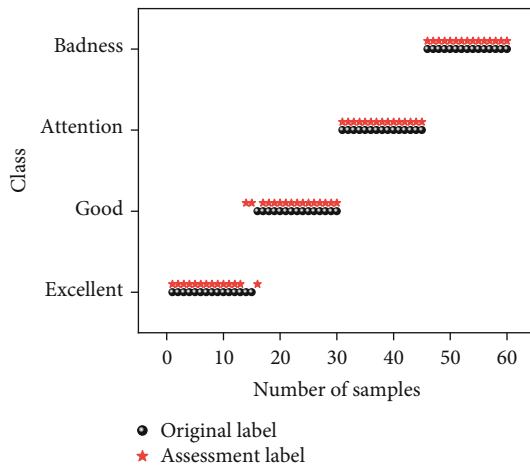 Badness
Attention
Good
Excellent
Class
0 10 20 30 40 50 60
Number of samples
Original label
Assessment label